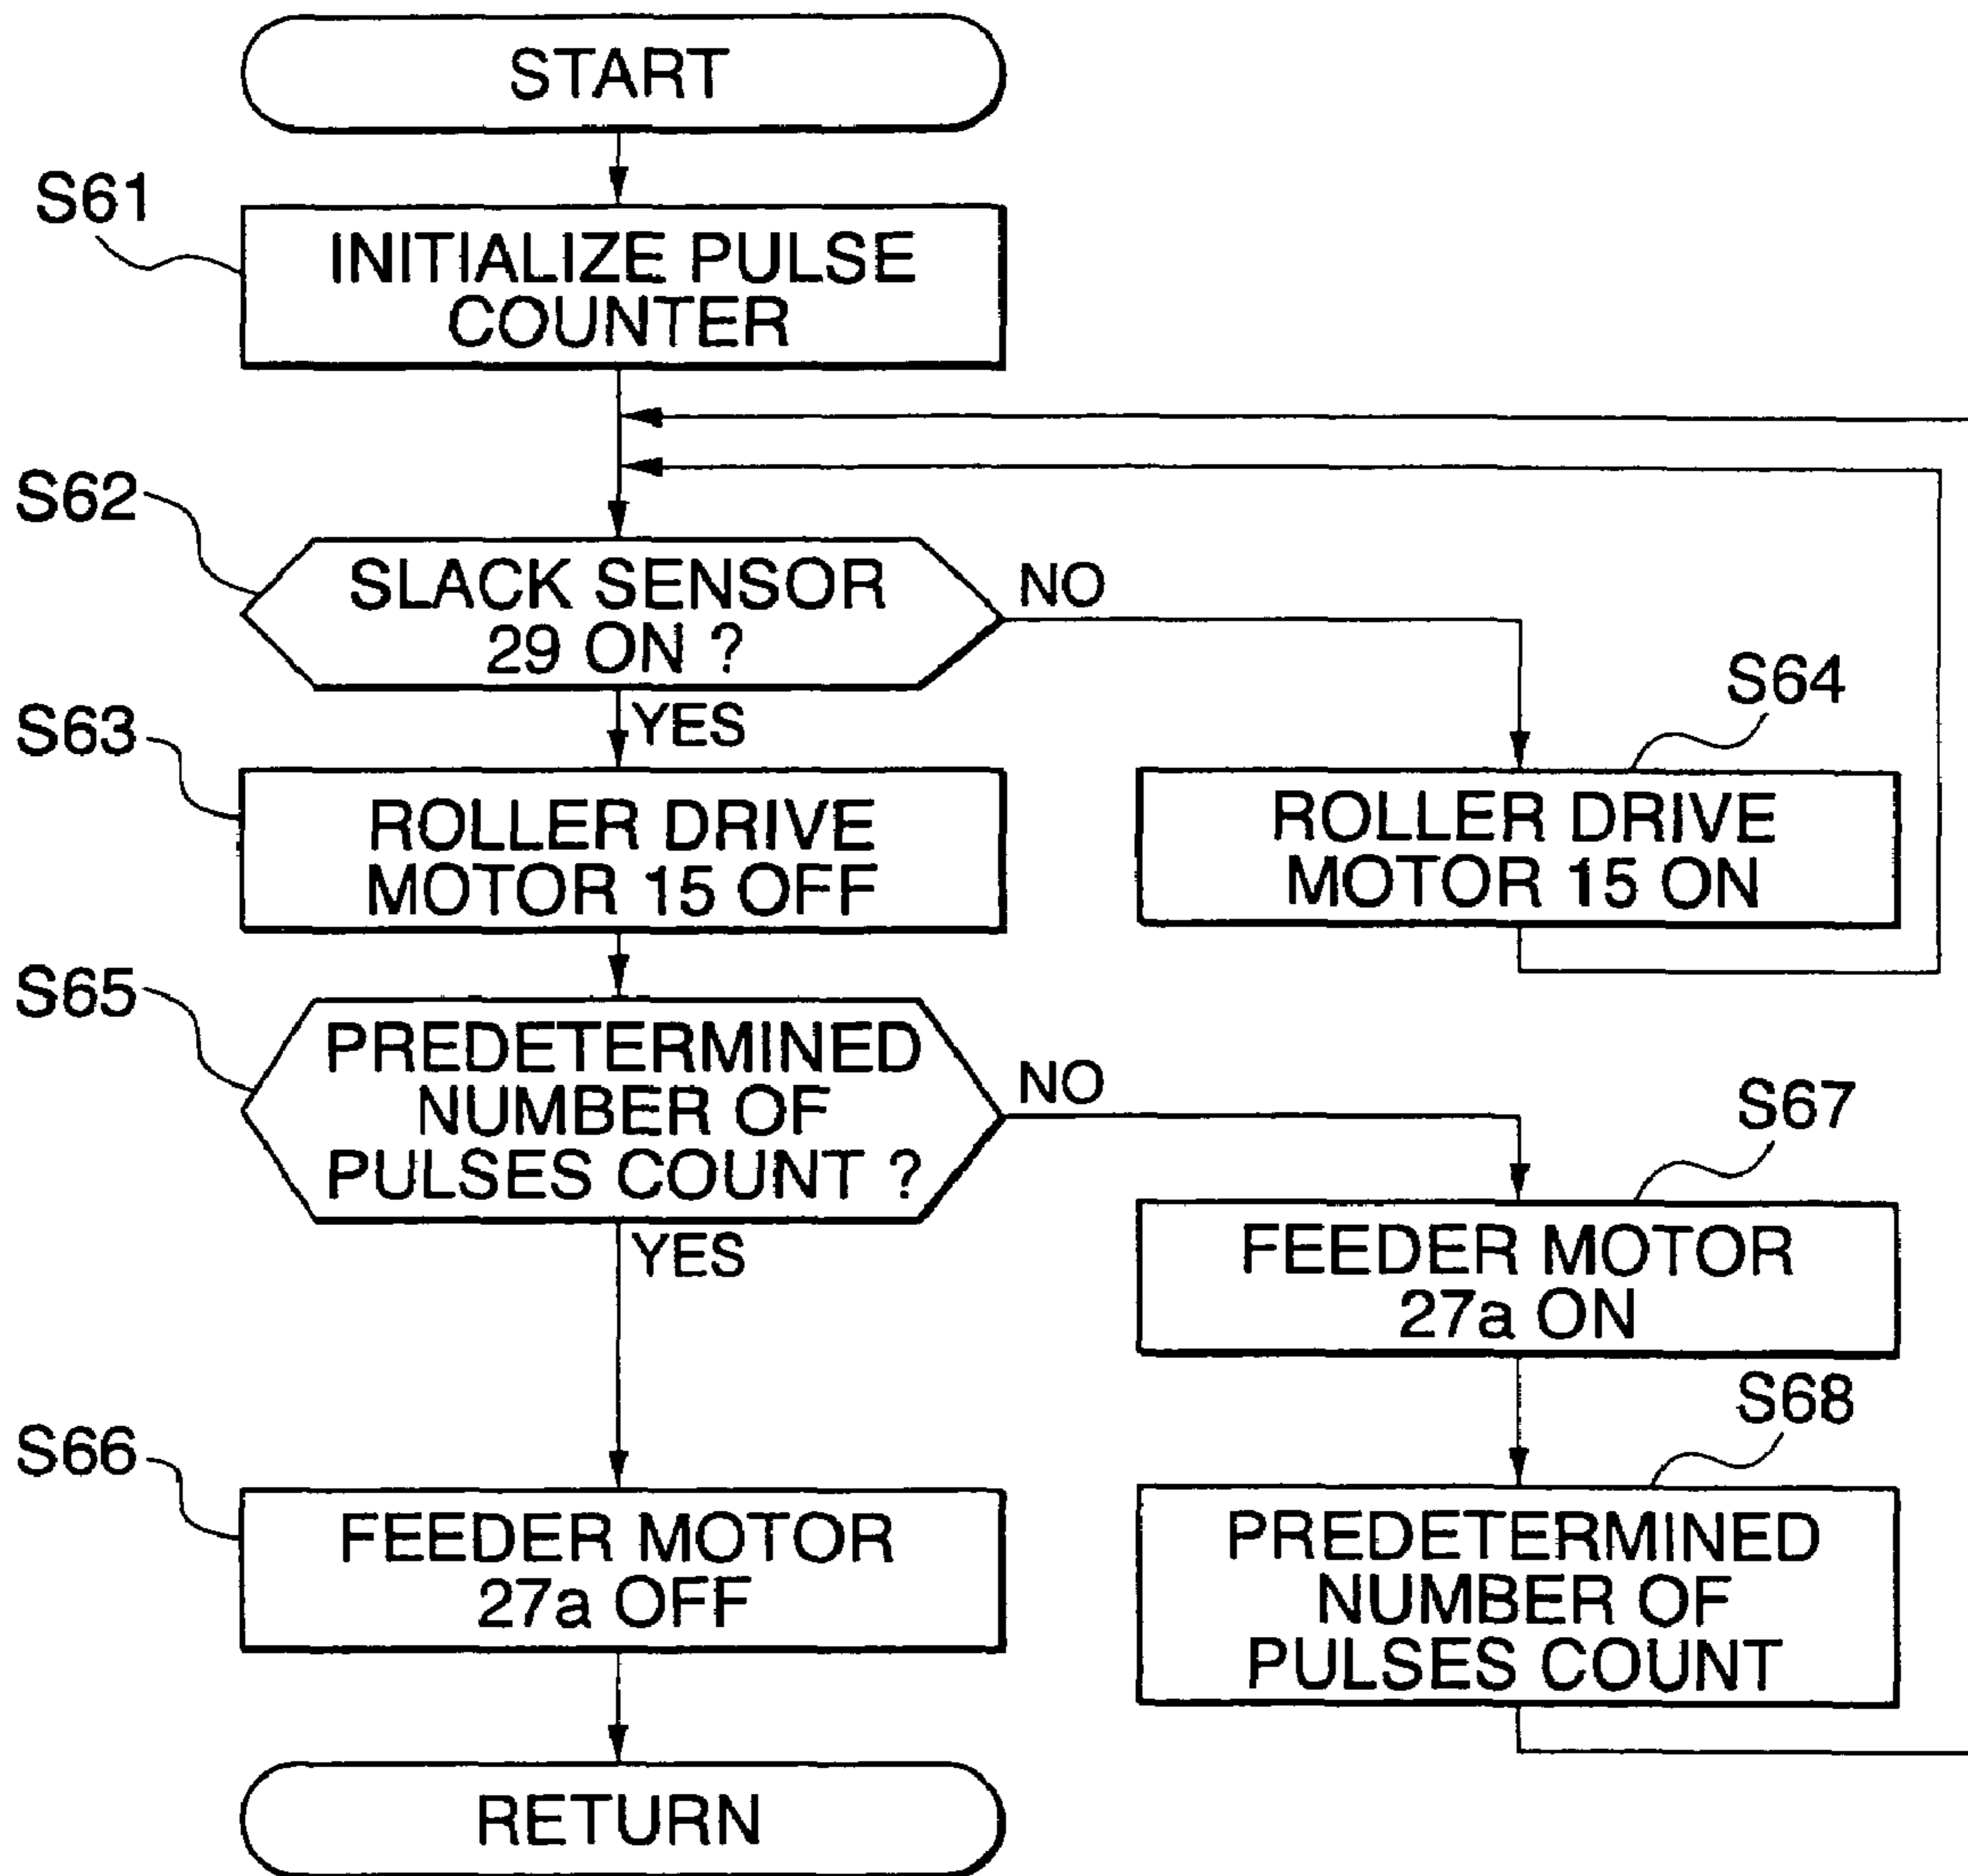 START
S61
INITIALIZE PULSE
COUNTER
S62
SLACK SENSOR
29 ON ?
NO
YES
S63
ROLLER DRIVE
MOTOR 15 OFF
S64
ROLLER DRIVE
MOTOR 15 ON
S65
PREDETERMINED
NUMBER OF
PULSES COUNT ?
NO
YES
S67
FEEDER MOTOR
27a ON
S68
PREDETERMINED
NUMBER OF
PULSES COUNT
S66
FEEDER MOTOR
27a OFF
RETURN